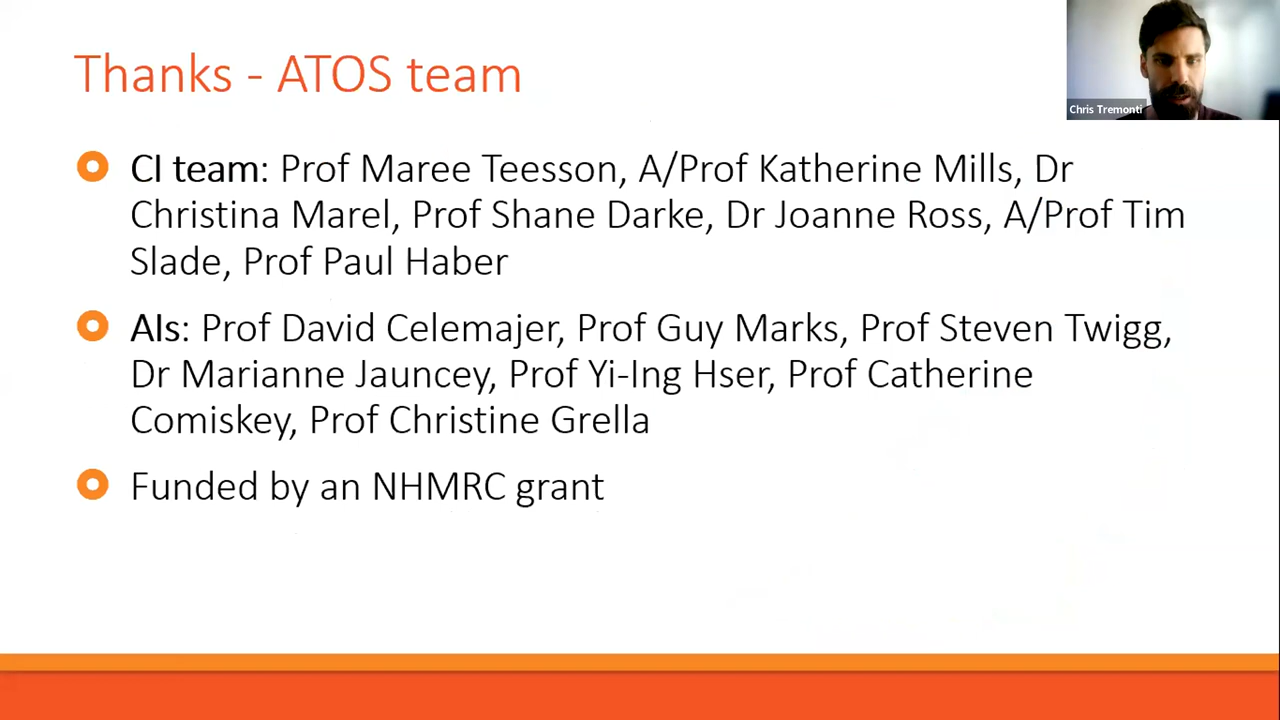 Thanks - ATOS team
Chris Tremonti
CI team: Prof Maree Teesson, A/Prof Katherine Mills, Dr
Christina Marel, Prof Shane Darke, Dr Joanne Ross, A/Prof Tim
Slade, Prof Paul Haber
AIs: Prof David Celemajer, Prof Guy Marks, Prof Steven Twigg,
Dr Marianne Jauncey, Prof Yi-Ing Hser, Prof Catherine
Comiskey, Prof Christine Grella
Funded by an NHMRC grant